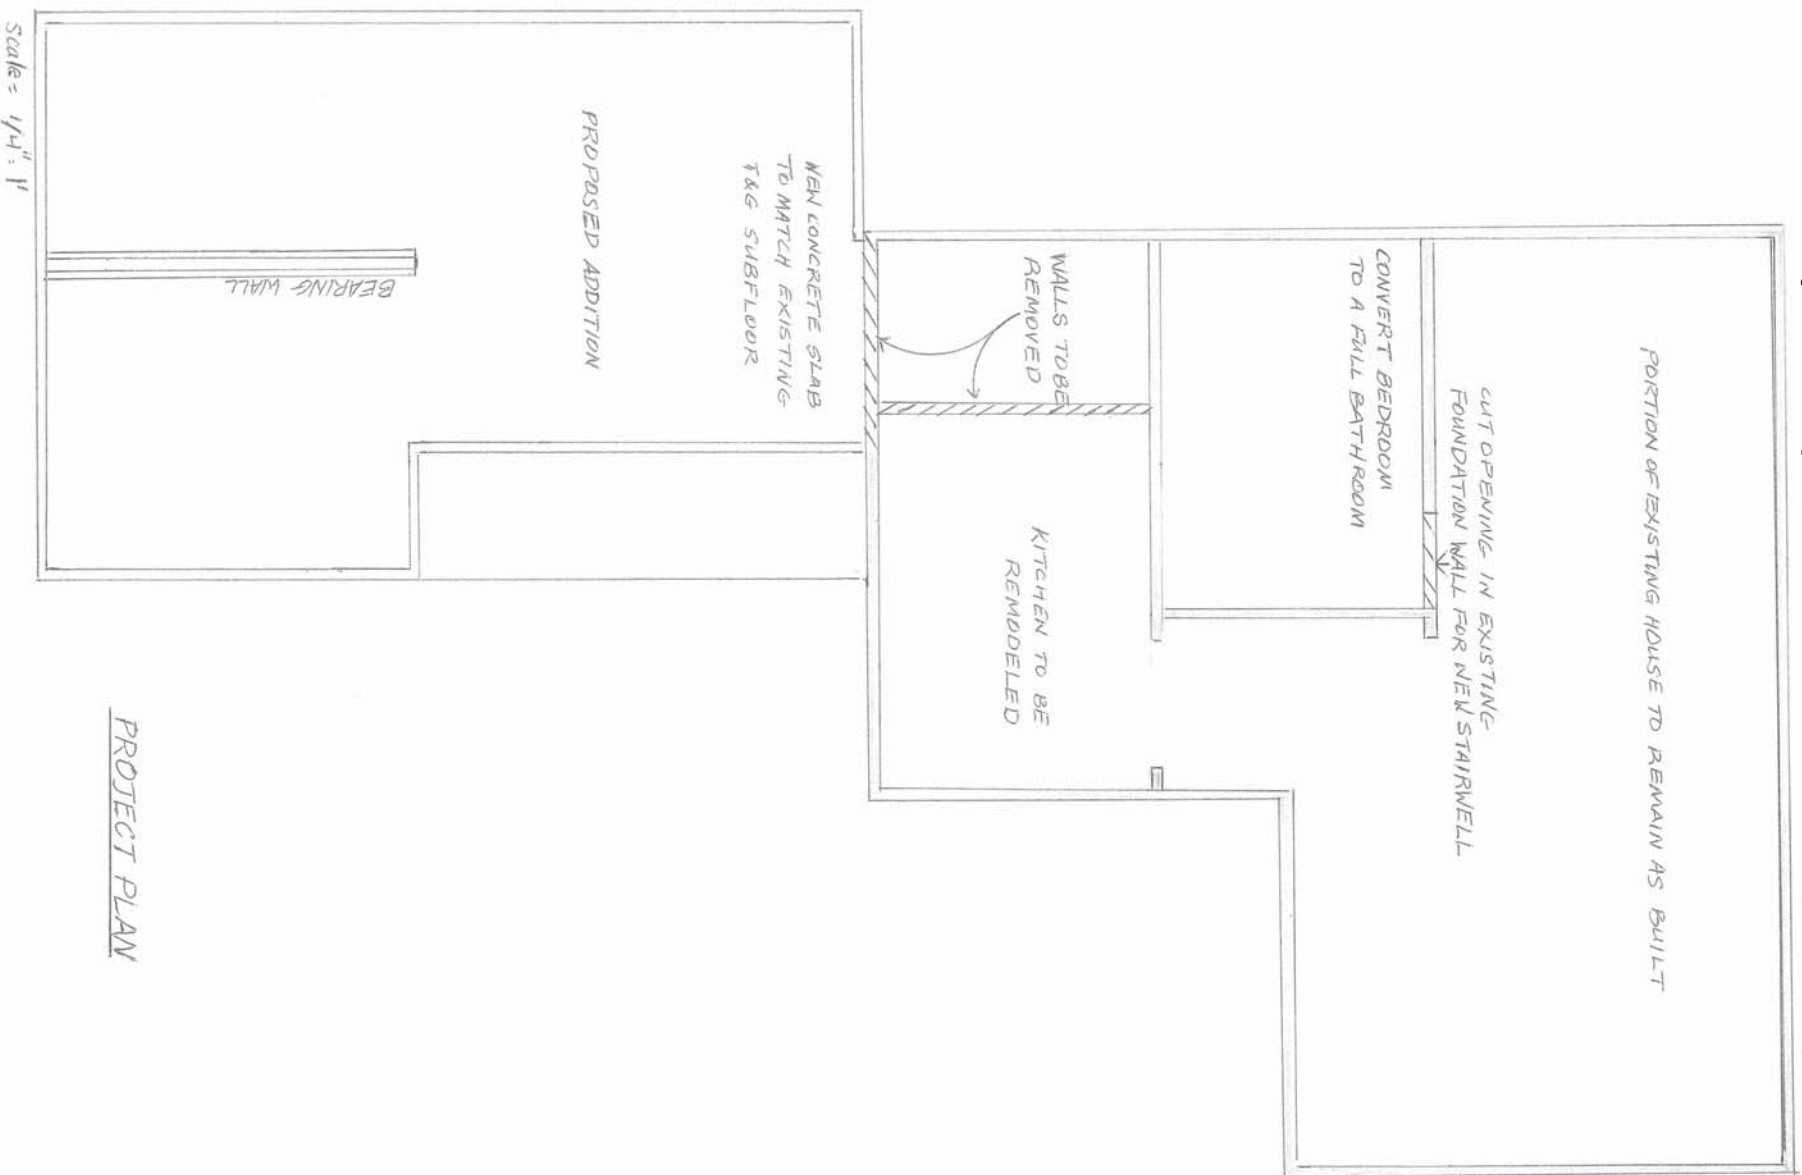 PORTION OF EXISTING HOUSE TO REMAIN AS BUILT
CUT OPENING IN EXISTING
FOUNDATION WALL FOR NEW STAIRWELL
CONVERT BEDROOM
TO A FULL BATHROOM
WALLS TO BE
REMOVED
KITCHEN TO BE
REMODELED
NEW CONCRETE SLAB
TO MATCH EXISTING
T&G SUBFLOOR
PROPOSED ADDITION
BEARING WALL
PROJECT PLAN
Scale = 1/4" = 1'